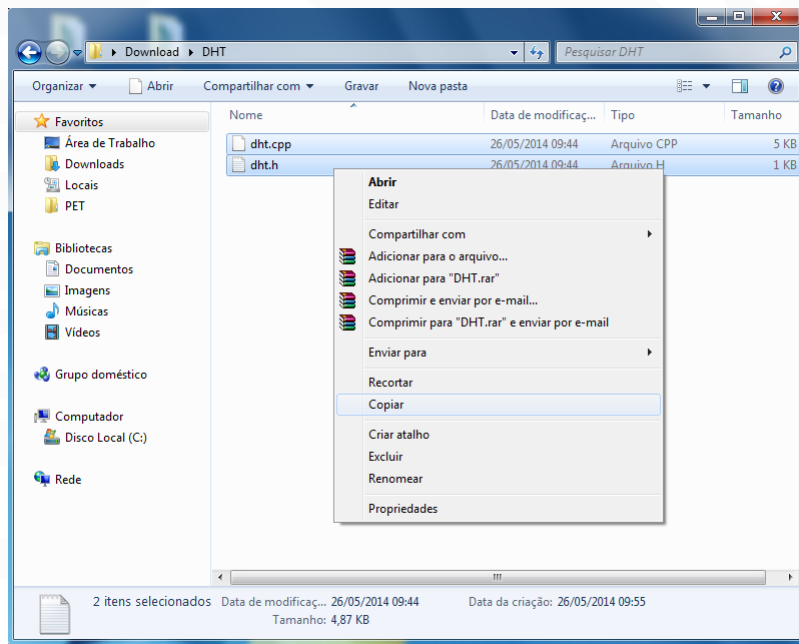 Download ▸ DHT
Pesquisar DHT
Organizar Abrir Compartilhar com Gravar Nova pasta
Nome Data de modificaç... Tipo Tamanho
Favoritos
Área de Trabalho
Downloads
Locais
PET
Bibliotecas
Documentos
Imagens
Músicas
Vídeos
Grupo doméstico
Computador
Disco Local (C:)
Rede
dht.cpp 26/05/2014 09:44 Arquivo CPP 5 KB
dht.h 26/05/2014 09:44 Arquivo H 1 KB
Abrir
Editar
Compartilhar com
Adicionar para o arquivo...
Adicionar para "DHT.rar"
Comprimir e enviar por e-mail...
Comprimir para "DHT.rar" e enviar por e-mail
Enviar para
Recortar
Copiar
Criar atalho
Excluir
Renomear
Propriedades
2 itens selecionados Data de modificaç... 26/05/2014 09:44 Data da criação: 26/05/2014 09:55
Tamanho: 4,87 KB